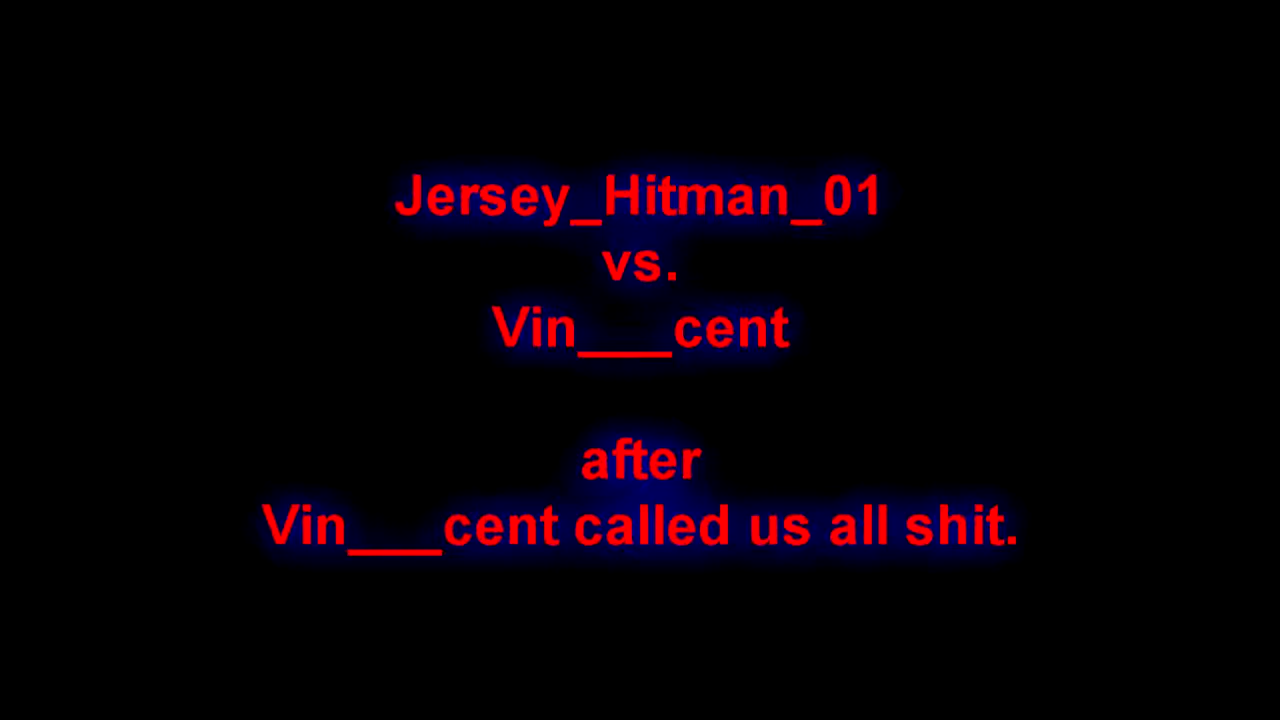 Jersey_Hitman_01
vs.
Vin___cent
after
Vin___cent called us all shit.